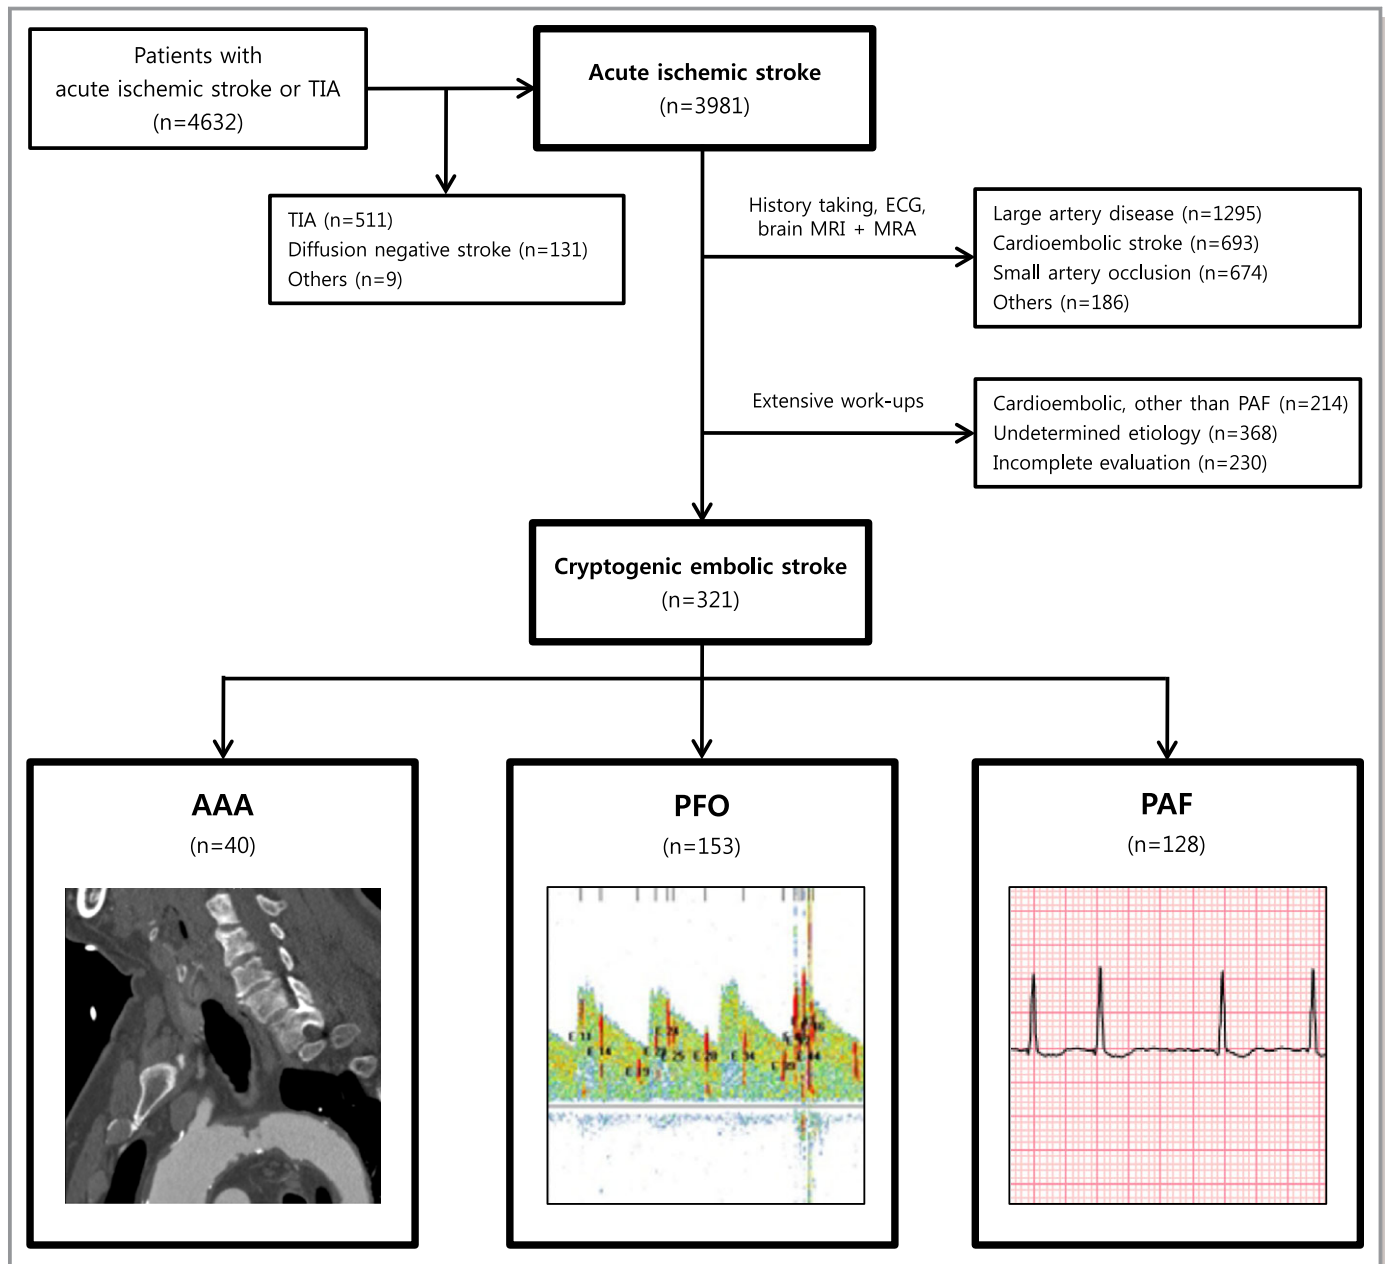 Patients with
acute ischemic stroke or TIA
(n=4632)
Acute ischemic stroke
(n=3981)
TIA (n=511)
Diffusion negative stroke (n=131)
Others (n=9)
History taking, ECG,
brain MRI + MRA
Large artery disease (n=1295)
Cardioembolic stroke (n=693)
Small artery occlusion (n=674)
Others (n=186)
Extensive work-ups
Cardioembolic, other than PAF (n=214)
Undetermined etiology (n=368)
Incomplete evaluation (n=230)
Cryptogenic embolic stroke
(n=321)
AAA
(n=40)
PFO
(n=153)
PAF
(n=128)